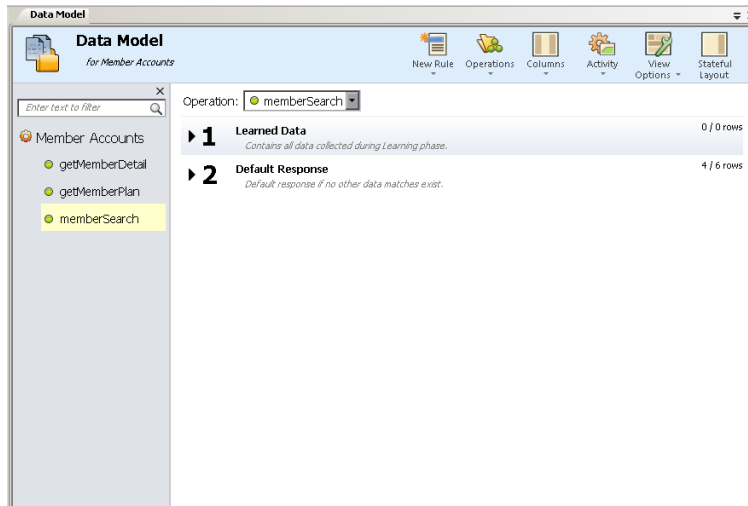 Data Model
Data Model
for Member Accounts
New Rule
Operations
Columns
Activity
View
Options
Stateful
Layout
Enter text to filter
Member Accounts
getMemberDetail
getMemberPlan
memberSearch
Operation: memberSearch
1 Learned Data 0 / 0 rows
Contains all data collected during Learning phase.
2 Default Response 4 / 6 rows
Default response if no other data matches exist.